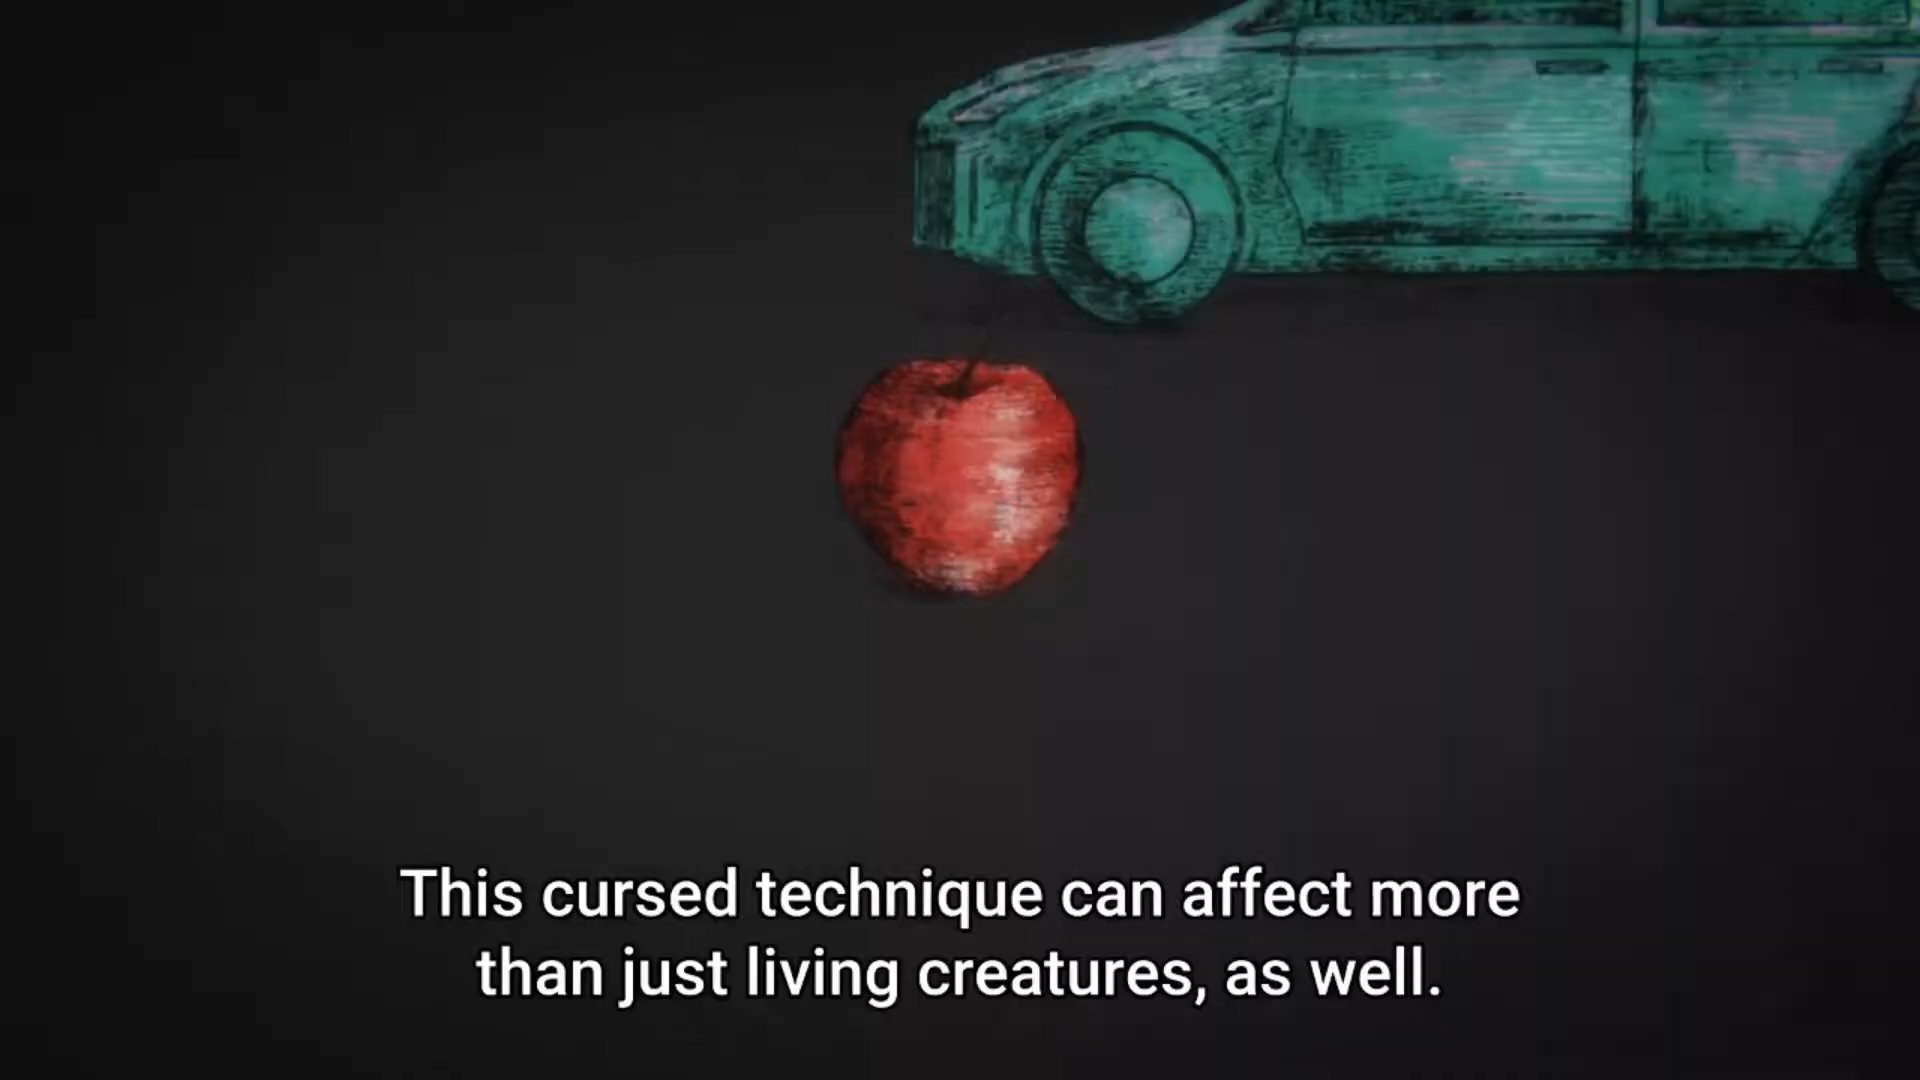 This cursed technique can affect more
than just living creatures, as well.